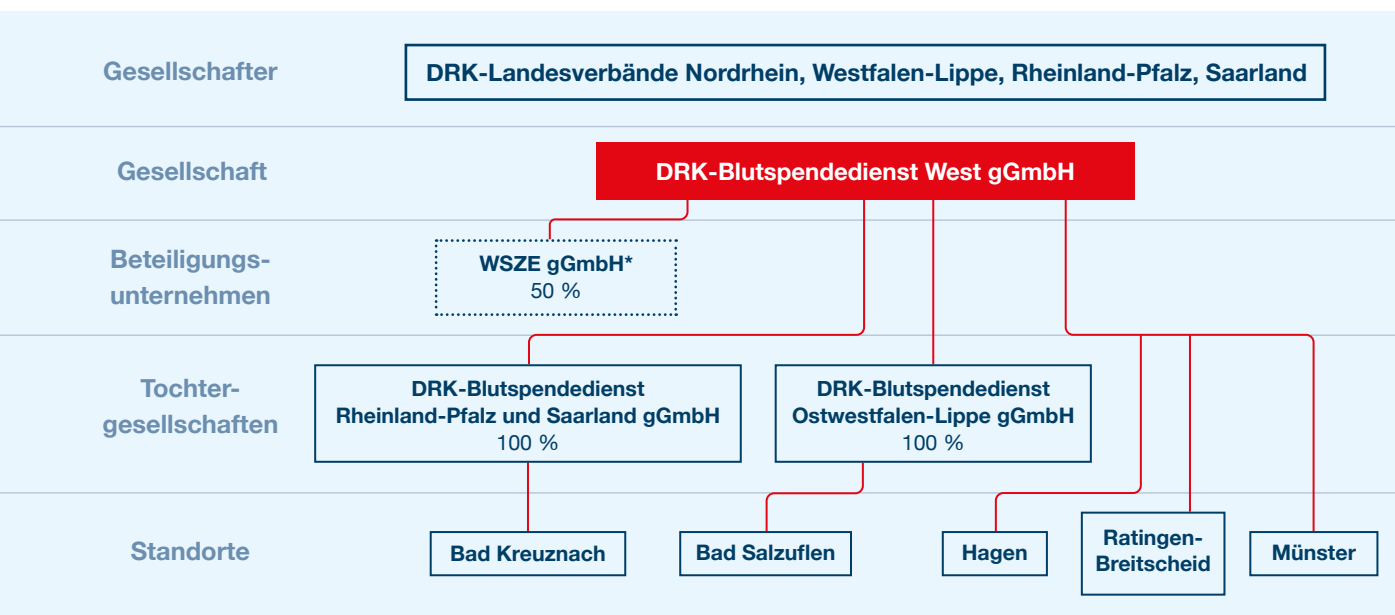 Gesellschafter
DRK-Landesverbände Nordrhein, Westfalen-Lippe, Rheinland-Pfalz, Saarland
Gesellschaft
DRK-Blutspendedienst West gGmbH
Beteiligungs-
unternehmen
WSZE gGmbH*
50 %
Tochter-
gesellschaften
DRK-Blutspendedienst
Rheinland-Pfalz und Saarland gGmbH
100 %
DRK-Blutspendedienst
Ostwestfalen-Lippe gGmbH
100 %
Standorte
Bad Kreuznach
Bad Salzuflen
Hagen
Ratingen-
Breitscheid
Münster